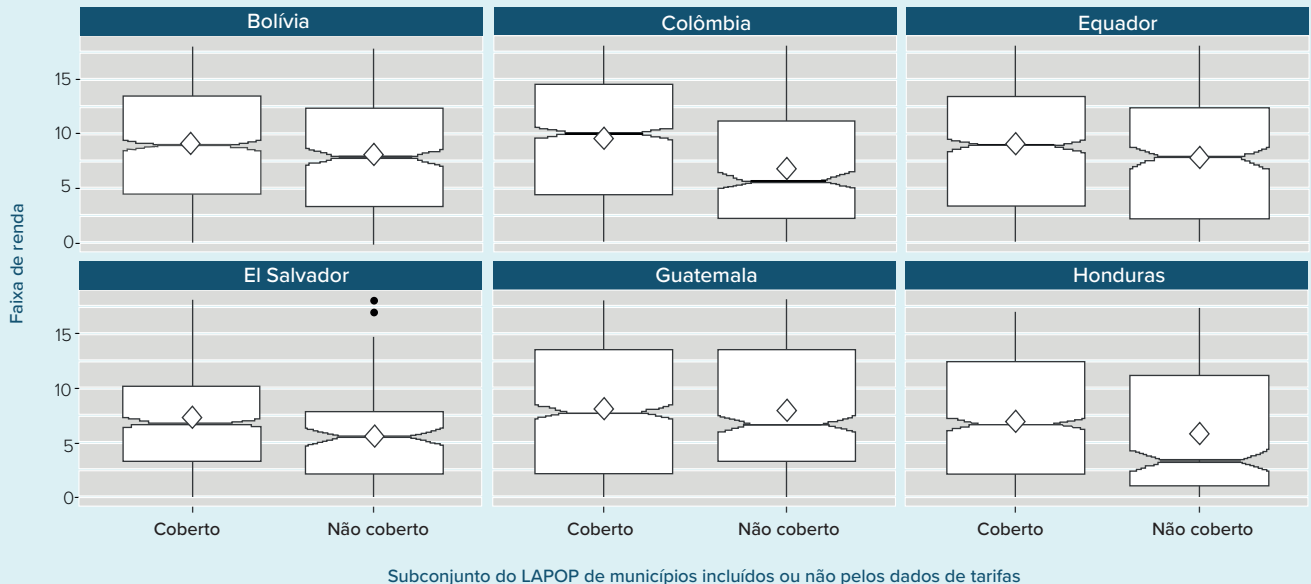 Bolívia Colômbia Equador
15
10
5
0
Faixa de renda
El Salvador Guatemala Honduras
15
10
5
0
Coberto Não coberto Coberto Não coberto Coberto Não coberto
Subconjunto do LAPOP de municípios incluídos ou não pelos dados de tarifas